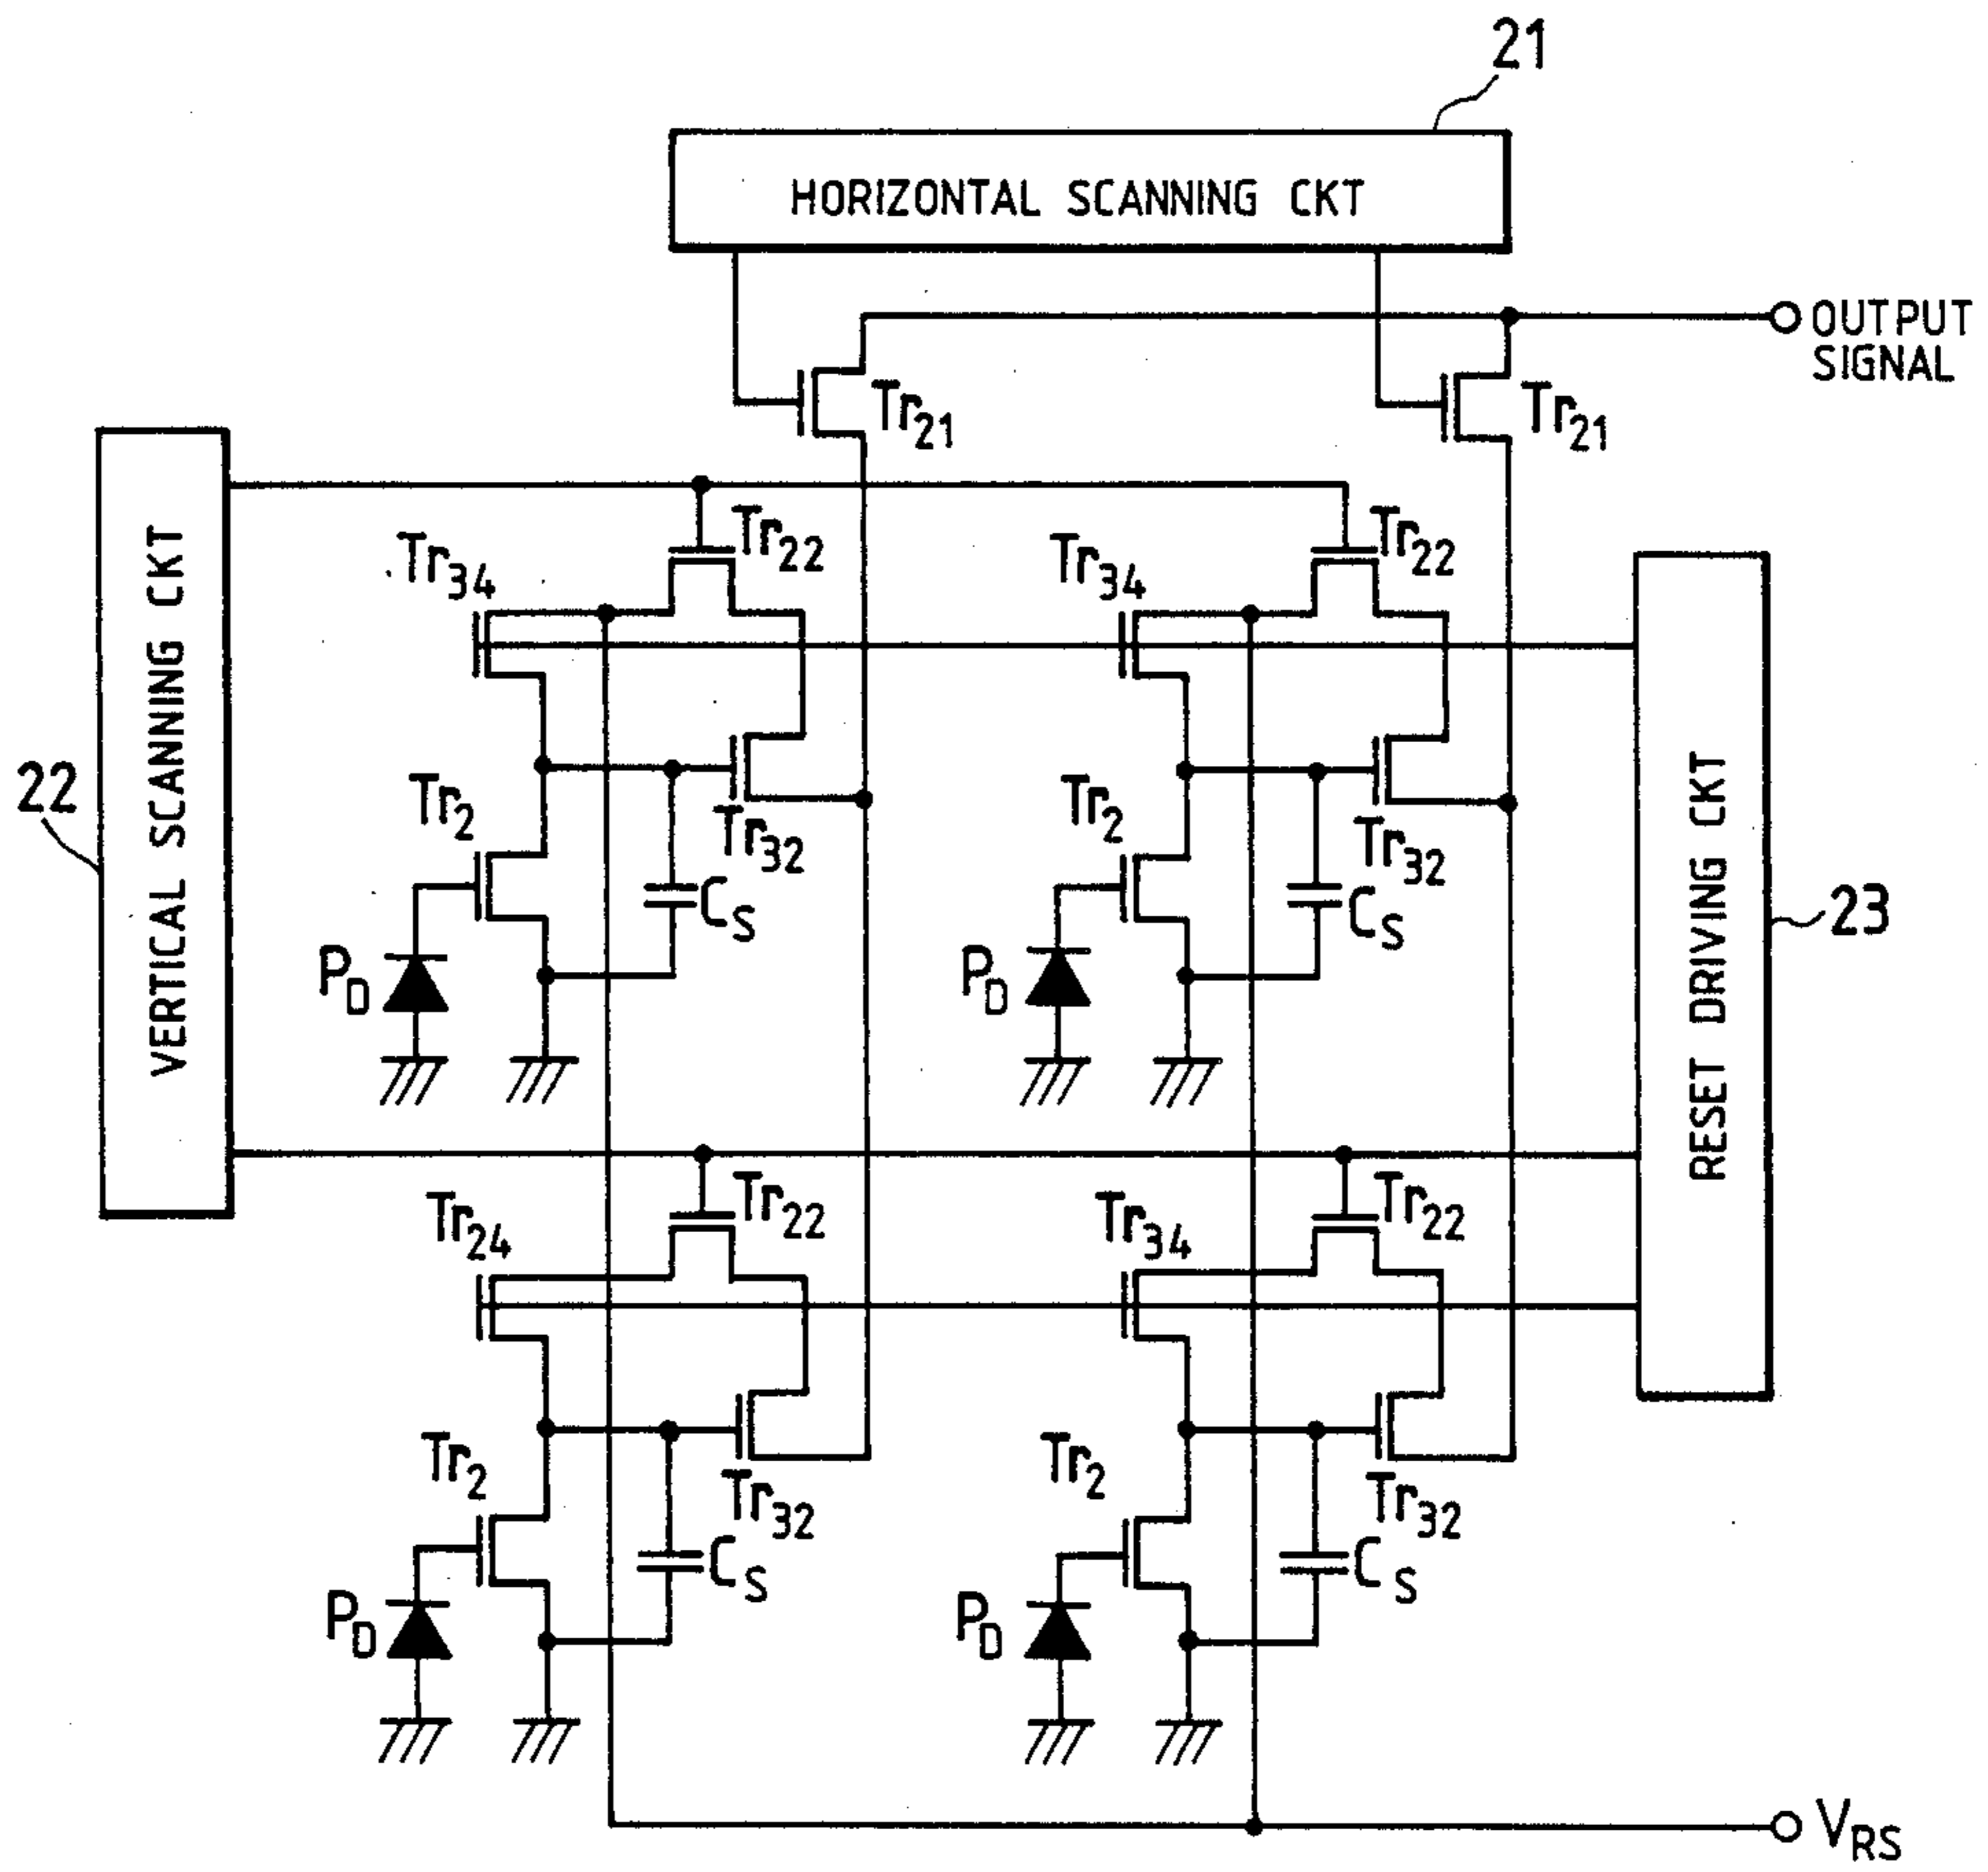 21
HORIZONTAL SCANNING CKT
OUTPUT
SIGNAL
Tr21
Tr21
VERTICAL SCANNING CKT
22
Tr34
Tr22
Tr34
Tr22
Tr2
Tr32
Tr2
Tr32
CS
CS
PD
PD
RESET DRIVING CKT
23
Tr24
Tr22
Tr34
Tr22
Tr2
Tr32
Tr2
Tr32
CS
CS
PD
PD
VRS